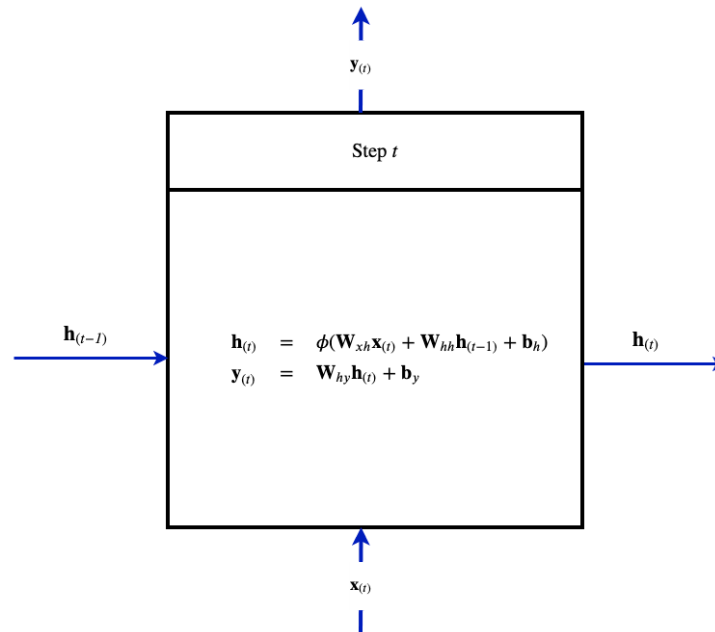 y(t)
Step t
h(t−1)
h(t) = ϕ(Wxhx(t) + Whhh(t−1) + bh)
y(t) = Whyh(t) + by
h(t)
x(t)